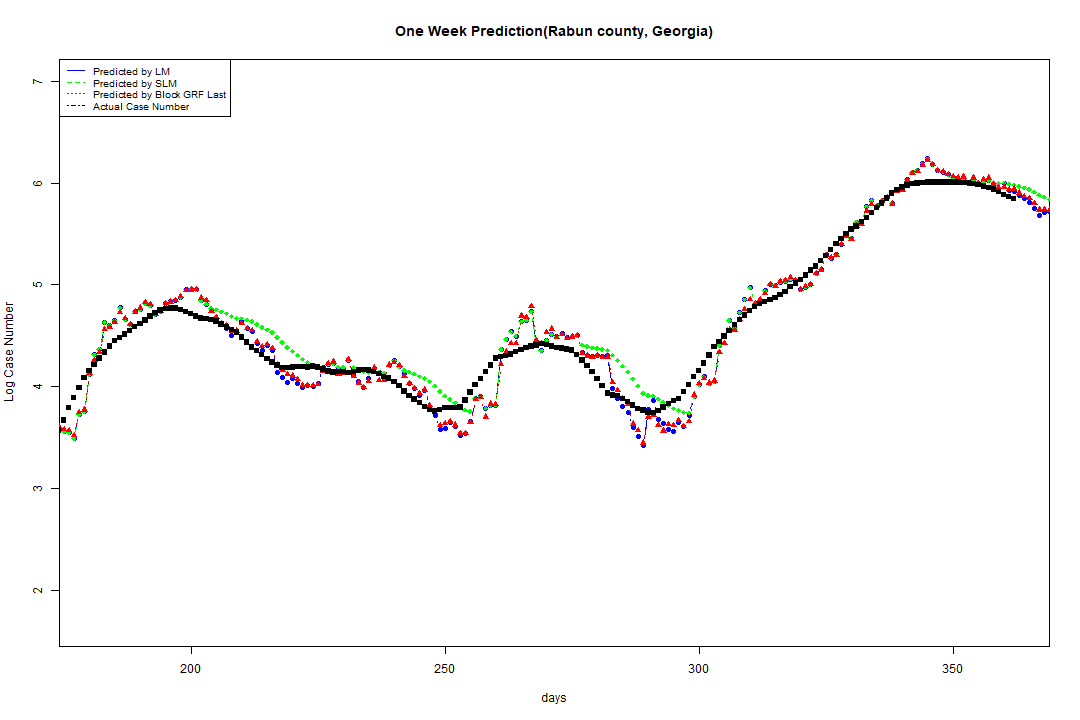 One Week Prediction(Rabun county, Georgia)
Predicted by LM
Predicted by SLM
Predicted by Block GRF Last
Actual Case Number
7
6
5
4
3
2
Log Case Number
200 250 300 350
days